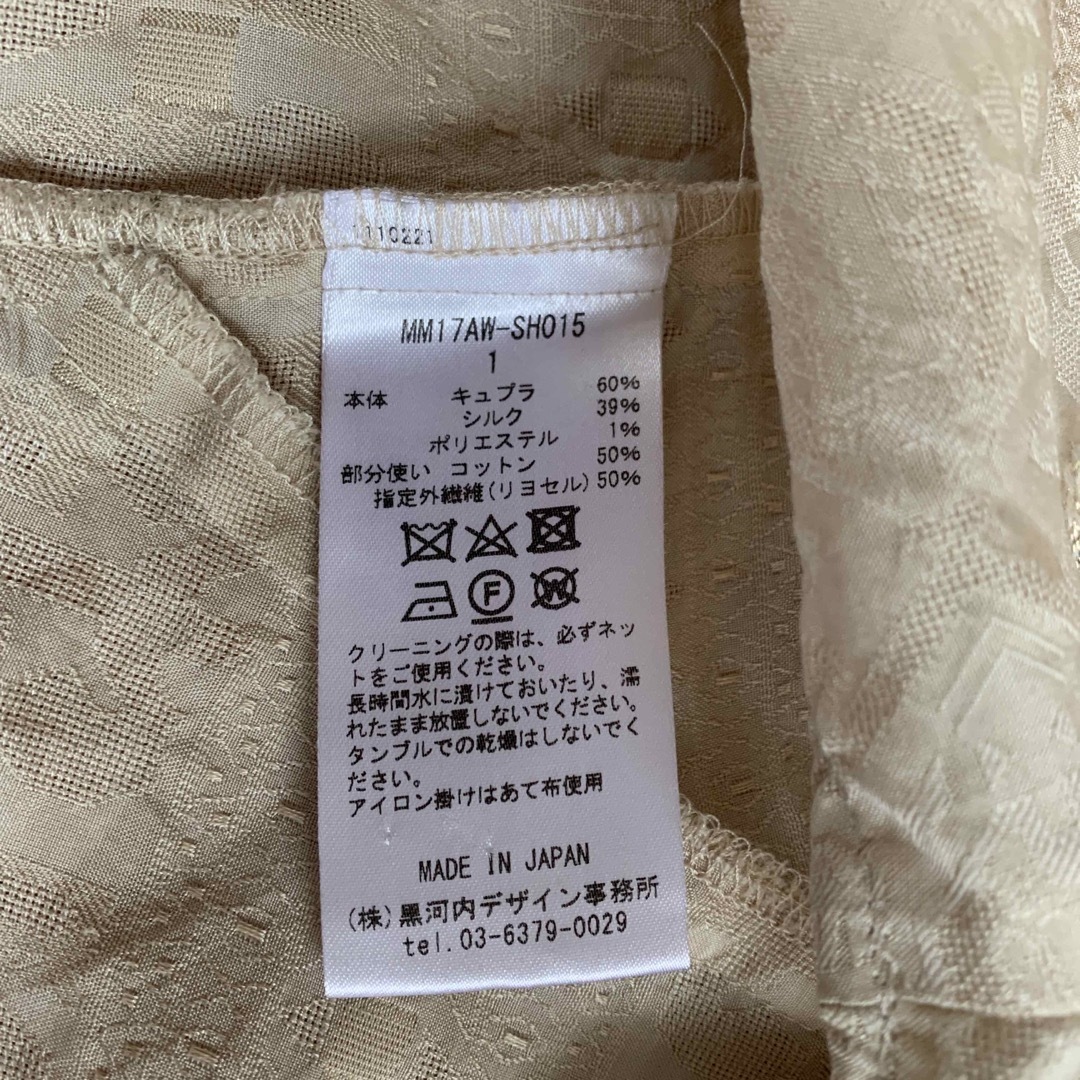 1110221
MM17AW-SH015
1
本体 キュプラ 60%
シルク 39%
ポリエステル 1%
部分使い コットン 50%
指定外繊維(リヨセル) 50%
F
W
クリーニングの際は、必ずネッ
トをご使用ください。
長時間水に漬けておいたり、濡
れたまま放置しないでください。
タンブルでの乾燥はしないでく
ださい。
アイロン掛けはあて布使用
MADE IN JAPAN
(株)黒河内デザイン事務所
tel.03-6379-0029